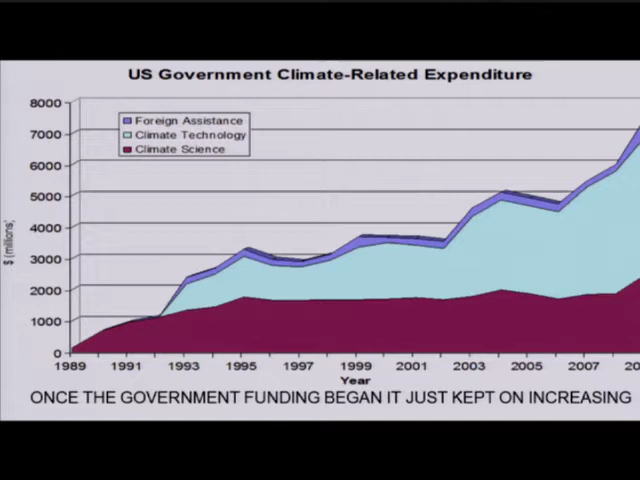 US Government Climate-Related Expenditure
8000
7000
6000
5000
4000
3000
2000
1000
0
$ (millions;
Foreign Assistance
Climate Technology
Climate Science
1989 1991 1993 1995 1997 1999 2001 2003 2005 2007 20
Year
ONCE THE GOVERNMENT FUNDING BEGAN IT JUST KEPT ON INCREASING